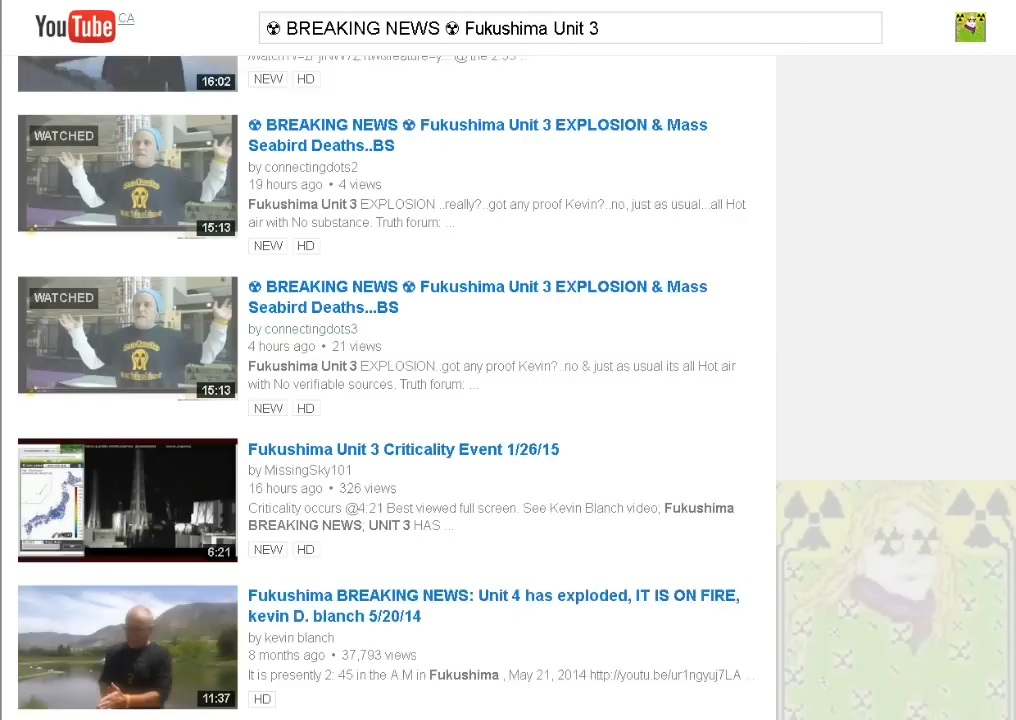 YouTube CA
☢ BREAKING NEWS ☢ Fukushima Unit 3
16:02
NEW HD
WATCHED
15:13
☢ BREAKING NEWS ☢ Fukushima Unit 3 EXPLOSION & Mass
Seabird Deaths..BS
by connectingdots2
19 hours ago • 4 views
Fukushima Unit 3 EXPLOSION ..really?..got any proof Kevin?..no, just as usual...all Hot
air with No substance. Truth forum: ...
NEW HD
WATCHED
15:13
☢ BREAKING NEWS ☢ Fukushima Unit 3 EXPLOSION & Mass
Seabird Deaths...BS
by connectingdots3
4 hours ago • 21 views
Fukushima Unit 3 EXPLOSION..got any proof Kevin?..no & just as usual its all Hot air
with No verifiable sources. Truth forum: ...
NEW HD
6:21
Fukushima Unit 3 Criticality Event 1/26/15
by MissingSky101
16 hours ago • 326 views
Criticality occurs @4:21 Best viewed full screen. See Kevin Blanch video; Fukushima
BREAKING NEWS; UNIT 3 HAS ...
NEW HD
11:37
Fukushima BREAKING NEWS: Unit 4 has exploded, IT IS ON FIRE,
kevin D. blanch 5/20/14
by kevin blanch
8 months ago • 37,793 views
It is presently 2: 45 in the A.M in Fukushima , May 21, 2014 http://youtu.be/ur1ngyuj7LA ...
HD